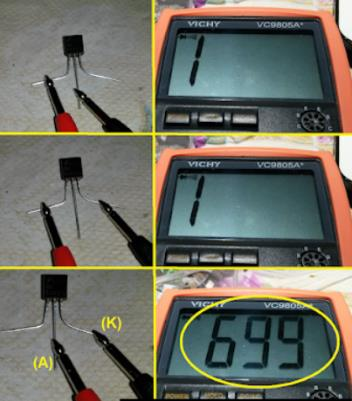 VICHY VC9805A+
1
VICHY VC9805A+
1
(K)
(A)
VICHY VC9805A+
699
POWER